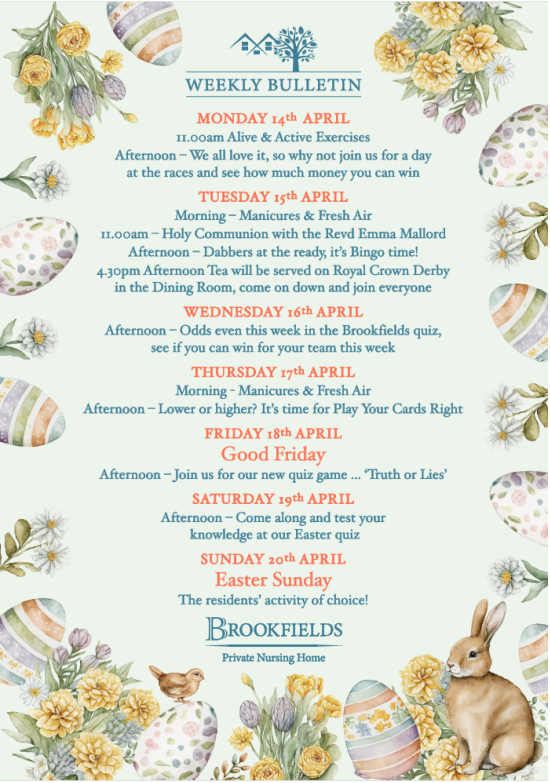 WEEKLY BULLETIN
MONDAY 14th APRIL
11.00am Alive & Active Exercises
Afternoon – We all love it, so why not join us for a day
at the races and see how much money you can win
TUESDAY 15th APRIL
Morning – Manicures & Fresh Air
11.00am – Holy Communion with the Revd Emma Mallord
Afternoon – Dabbers at the ready, it's Bingo time!
4.30pm Afternoon Tea will be served on Royal Crown Derby
in the Dining Room, come on down and join everyone
WEDNESDAY 16th APRIL
Afternoon – Odds even this week in the Brookfields quiz,
see if you can win for your team this week
THURSDAY 17th APRIL
Morning - Manicures & Fresh Air
Afternoon – Lower or higher? It's time for Play Your Cards Right
FRIDAY 18th APRIL
Good Friday
Afternoon – Join us for our new quiz game ... 'Truth or Lies'
SATURDAY 19th APRIL
Afternoon – Come along and test your
knowledge at our Easter quiz
SUNDAY 20th APRIL
Easter Sunday
The residents' activity of choice!
BROOKFIELDS
Private Nursing Home